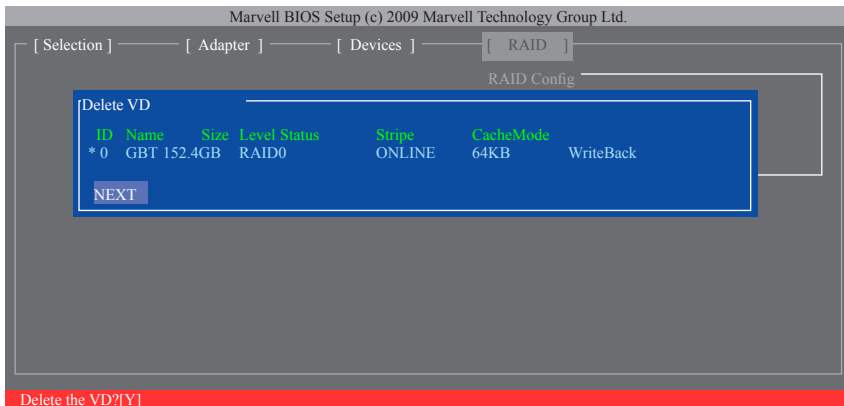 Marvell BIOS Setup (c) 2009 Marvell Technology Group Ltd.
[ Selection ] [ Adapter ] [ Devices ] [ RAID ]
RAID Config
Delete VD
ID Name Size Level Status Stripe CacheMode
* 0 GBT 152.4GB RAID0 ONLINE 64KB WriteBack
NEXT
Delete the VD?[Y]